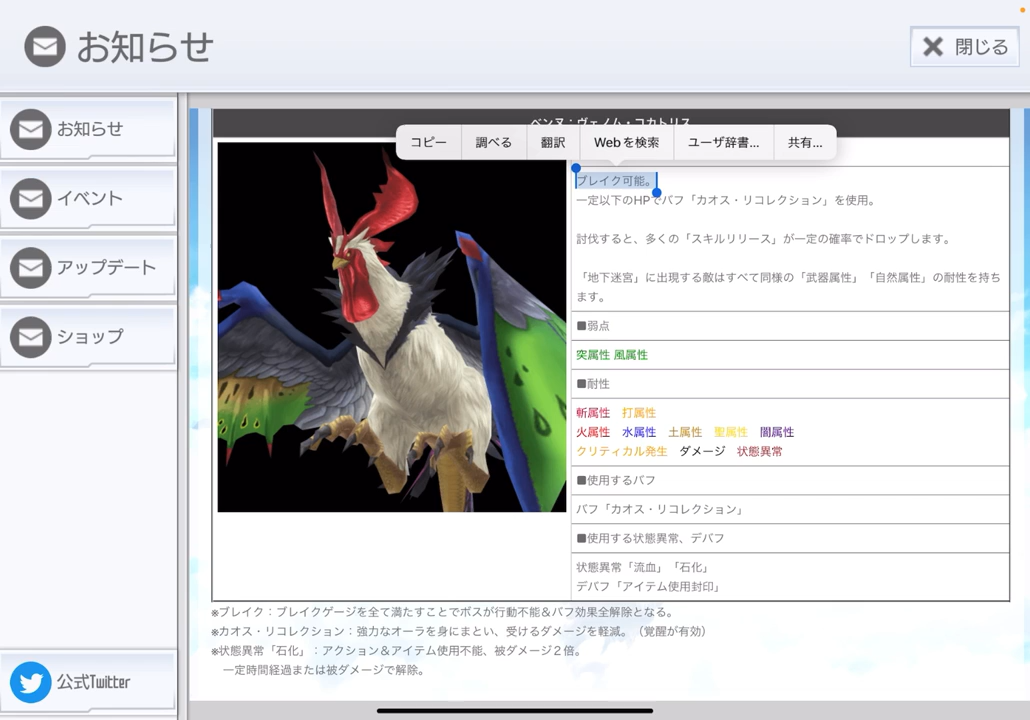 お知らせ
閉じる
お知らせ
イベント
アップデート
ショップ
公式Twitter
ベンヌ：ヴェノム・コカトリス
コピー 調べる 翻訳 Webを検索 ユーザ辞書... 共有...
ブレイク可能。
一定以下のHPでバフ「カオス・リコレクション」を使用。
討伐すると、多くの「スキルリリース」が一定の確率でドロップします。
「地下迷宮」に出現する敵はすべて同様の「武器属性」「自然属性」の耐性を持ち
ます。
■弱点
突属性 風属性
■耐性
斬属性 打属性
火属性 水属性 土属性 聖属性 闇属性
クリティカル発生 ダメージ 状態異常
■使用するバフ
バフ「カオス・リコレクション」
■使用する状態異常、デバフ
状態異常「流血」「石化」
デバフ「アイテム使用封印」
※ブレイク：ブレイクゲージを全て満たすことでボスが行動不能＆バフ効果全解除となる。
※カオス・リコレクション：強力なオーラを身にまとい、受けるダメージを軽減。（覚醒が有効）
※状態異常「石化」：アクション＆アイテム使用不能、被ダメージ２倍。
一定時間経過または被ダメージで解除。